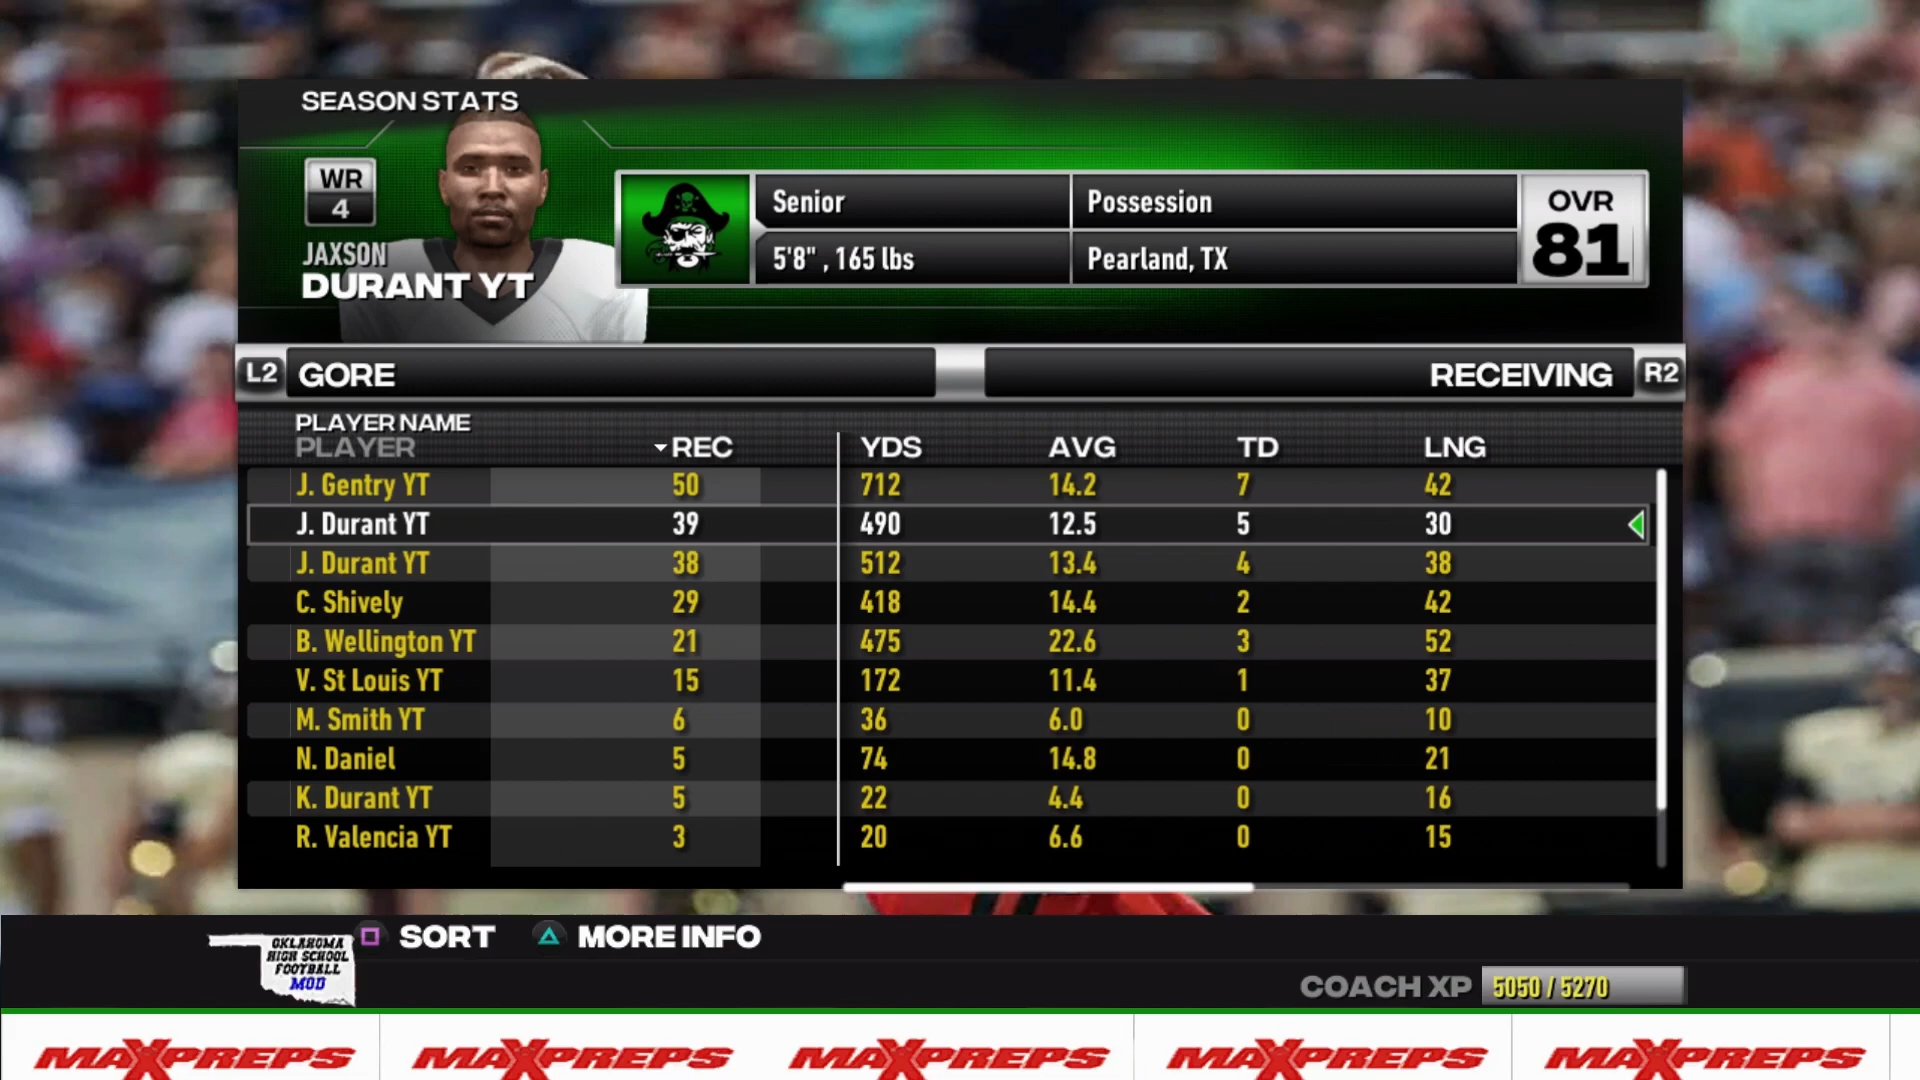 SEASON STATS
WR
4
JAXSON
DURANT YT
Senior
Possession
5'8" , 165 lbs
Pearland, TX
OVR
81
L2
GORE
RECEIVING
R2
PLAYER NAME
PLAYER REC YDS AVG TD LNG
J. Gentry YT 50 712 14.2 7 42
J. Durant YT 39 490 12.5 5 30
J. Durant YT 38 512 13.4 4 38
C. Shively 29 418 14.4 2 42
B. Wellington YT 21 475 22.6 3 52
V. St Louis YT 15 172 11.4 1 37
M. Smith YT 6 36 6.0 0 10
N. Daniel 5 74 14.8 0 21
K. Durant YT 5 22 4.4 0 16
R. Valencia YT 3 20 6.6 0 15
OKLAHOMA
HIGH SCHOOL
FOOTBALL
MOD
SORT
MORE INFO
COACH XP 5050 / 5270
MAXPREPS MAXPREPS MAXPREPS MAXPREPS MAXPREPS